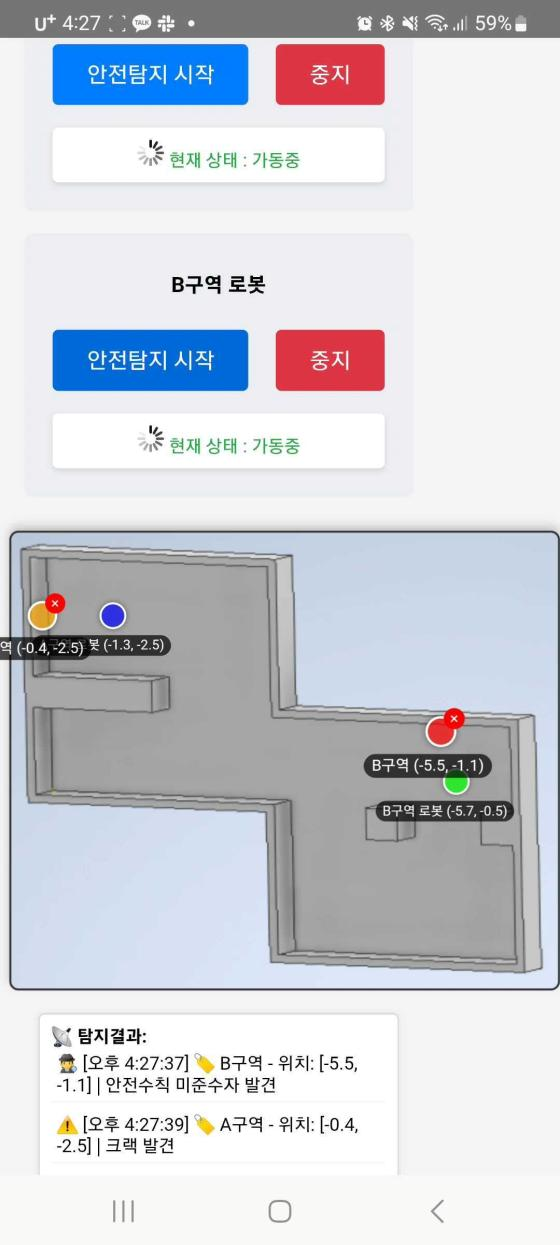 U+ 4:27 TALK 59%
안전탐지 시작 중지
현재 상태 : 가동중
B구역 로봇
안전탐지 시작 중지
현재 상태 : 가동중
역 (-0.4, -2.5) 로봇 (-1.3, -2.5)
B구역 (-5.5, -1.1)
B구역 로봇 (-5.7, -0.5)
탐지결과:
[오후 4:27:37] B구역 - 위치: [-5.5,
-1.1] | 안전수칙 미준수자 발견
[오후 4:27:39] A구역 - 위치: [-0.4,
-2.5] | 크랙 발견